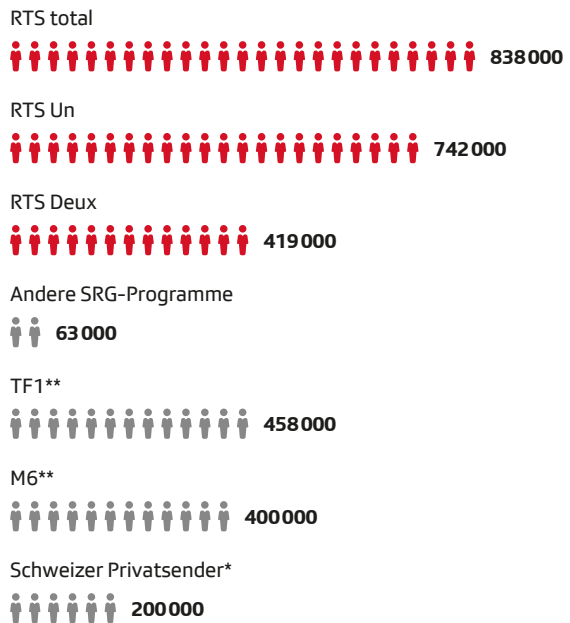 RTS total
838 000
RTS Un
742 000
RTS Deux
419 000
Andere SRG-Programme
63 000
TF1**
458 000
M6**
400 000
Schweizer Privatsender*
200 000